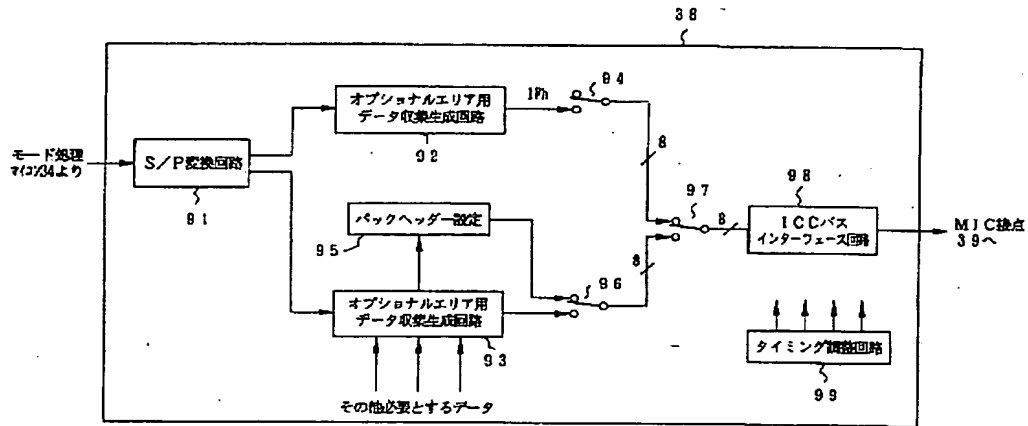 38
モード処理
マイコン34より
S/P変換回路
91
オプショナルエリア用
データ収集生成回路
92
1Fh
94
8
パックヘッダー設定
95
オプショナルエリア用
データ収集生成回路
93
その他必要とするデータ
96
8
97
8
98
ICCバス
インターフェース回路
MIC接点
39へ
タイミング調整回路
99